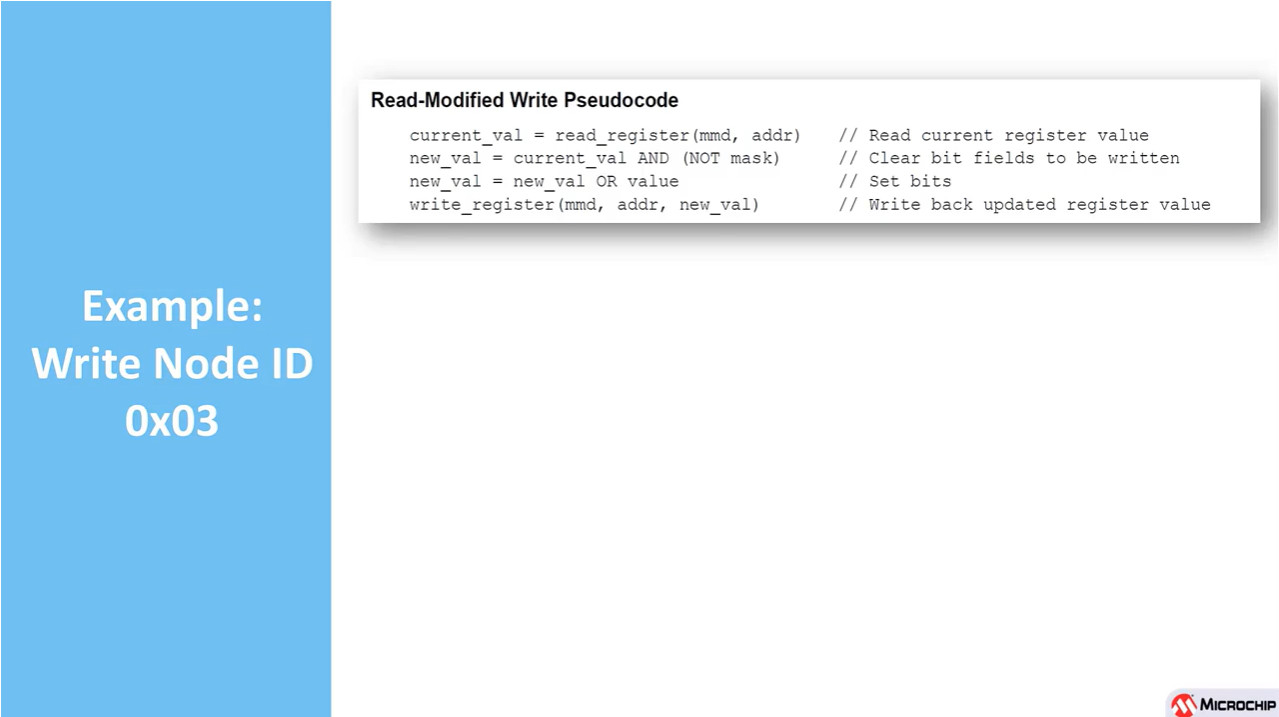 Example:
Write Node ID
0x03
Read-Modified Write Pseudocode
current_val = read_register(mmd, addr) // Read current register value
new_val = current_val AND (NOT mask) // Clear bit fields to be written
new_val = new_val OR value // Set bits
write_register(mmd, addr, new_val) // Write back updated register value
MICROCHIP